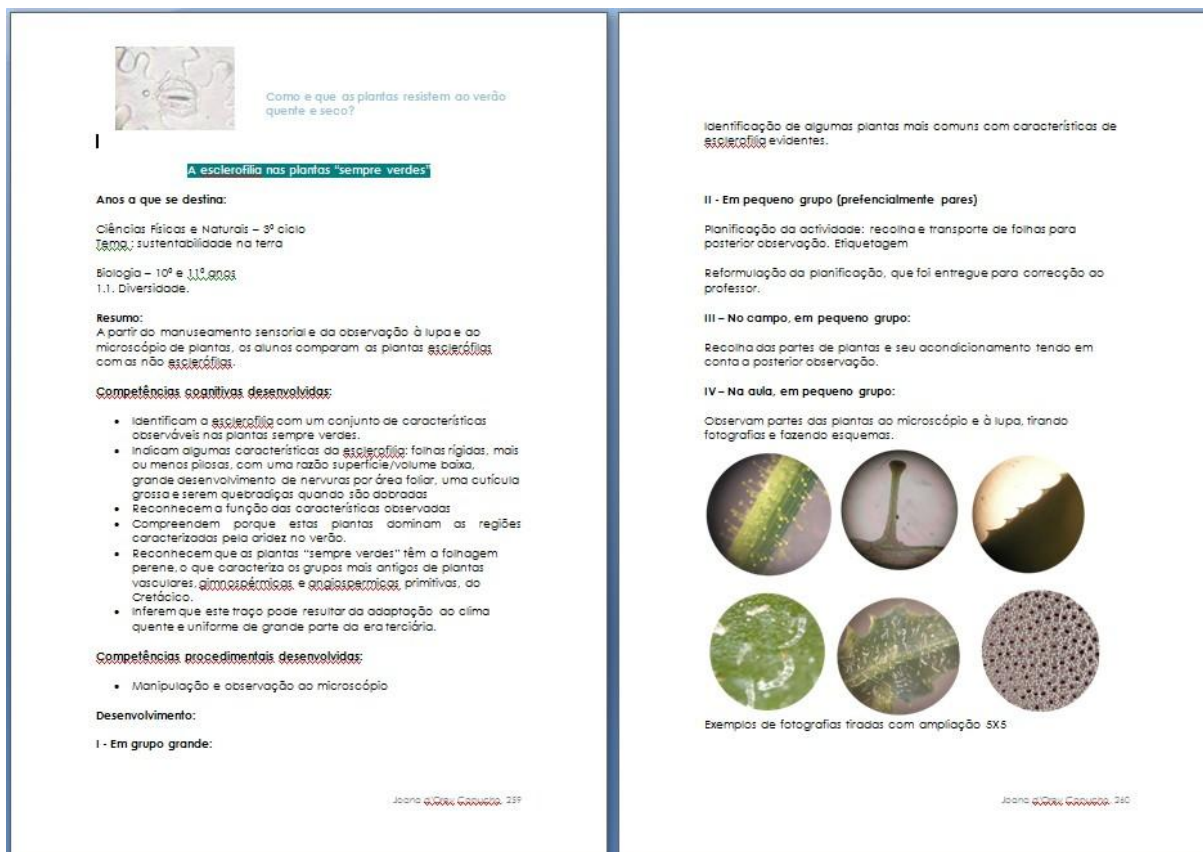 Como e que as plantas resistem ao verão
quente e seco?
A esclerofilia nas plantas "sempre verdes"
Anos a que se destina:
Ciências Físicas e Naturais – 3º ciclo
Tema : sustentabilidade na terra
Biologia – 10º e 11º anos
1.1. Diversidade.
Resumo:
A partir do manuseamento sensorial e da observação à lupa e ao
microscópio de plantas, os alunos comparam as plantas esclerófilas
com as não esclerófilas.
Competências cognitivas desenvolvidas:
• Identificam a esclerofilia com um conjunto de características
observáveis nas plantas sempre verdes.
• Indicam algumas características da esclerofilia: folhas rígidas, mais
ou menos pilosas, com uma razão superfície/volume baixa,
grande desenvolvimento de nervuras por área foliar, uma cutícula
grossa e serem quebradiças quando são dobradas
• Reconhecem a função das características observadas
• Compreendem porque estas plantas dominam as regiões
caracterizadas pela aridez no verão.
• Reconhecem que as plantas "sempre verdes" têm a folhagem
perene, o que caracteriza os grupos mais antigos de plantas
vasculares, gimnospérmicas e angiospermicas primitivas, do
Cretácico.
• Inferem que este traço pode resultar da adaptação ao clima
quente e uniforme de grande parte da era terciária.
Competências procedimentais desenvolvidas:
• Manipulação e observação ao microscópio
Desenvolvimento:
I - Em grupo grande:
Joana d'Orey Capucho, 259
Identificação de algumas plantas mais comuns com características de
esclerofilia evidentes.
II - Em pequeno grupo (prefencialmente pares)
Planificação da actividade: recolha e transporte de folhas para
posterior observação. Etiquetagem
Reformulação da planificação, que foi entregue para correcção ao
professor.
III – No campo, em pequeno grupo:
Recolha das partes de plantas e seu acondicionamento tendo em
conta a posterior observação.
IV – Na aula, em pequeno grupo:
Observam partes das plantas ao microscópio e à lupa, tirando
fotografias e fazendo esquemas.
Exemplos de fotografias tiradas com ampliação 5X5
Joana d'Orey Capucho, 260